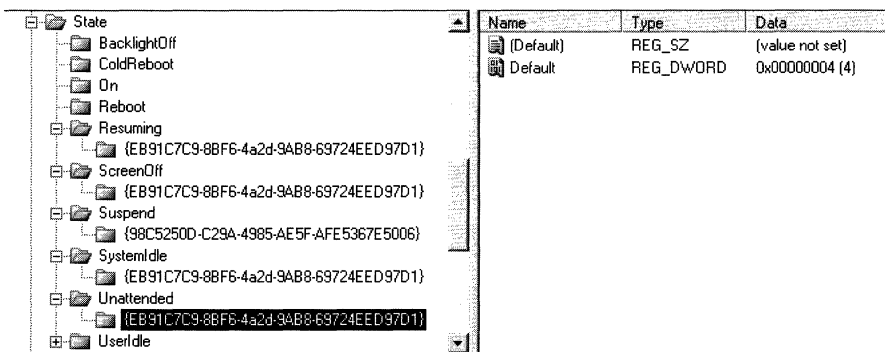 State
BacklightOff
ColdReboot
On
Reboot
Resuming
{EB91C7C9-8BF6-4a2d-9AB8-69724EED97D1}
ScreenOff
{EB91C7C9-8BF6-4a2d-9AB8-69724EED97D1}
Suspend
{98C5250D-C29A-4985-AE5F-AFE5367E5006}
SystemIdle
{EB91C7C9-8BF6-4a2d-9AB8-69724EED97D1}
Unattended
{EB91C7C9-8BF6-4a2d-9AB8-69724EED97D1}
UserIdle
Name Type Data
(Default) REG_SZ (value not set)
Default REG_DWORD 0x00000004 (4)